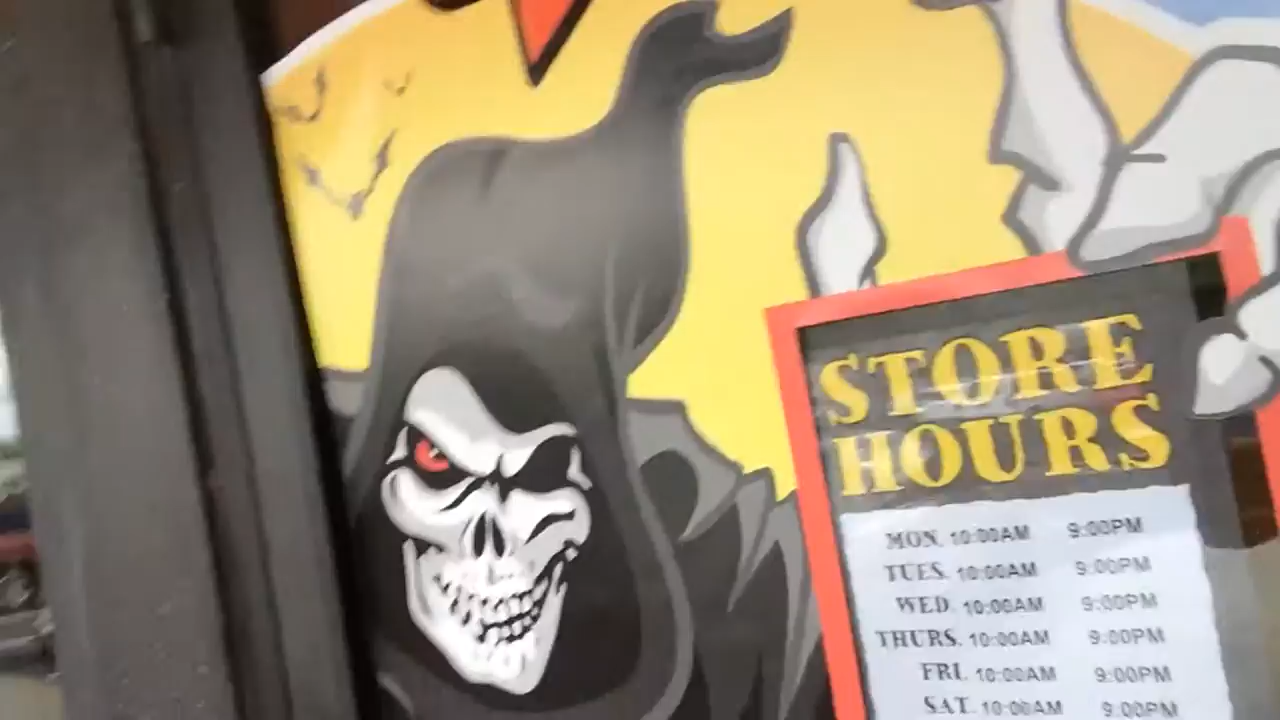 STORE
HOURS
MON. 10:00AM 9:00PM
TUES. 10:00AM 9:00PM
WED. 10:00AM 9:00PM
THURS. 10:00AM 9:00PM
FRI. 10:00AM 9:00PM
SAT. 10:00AM 9:00PM